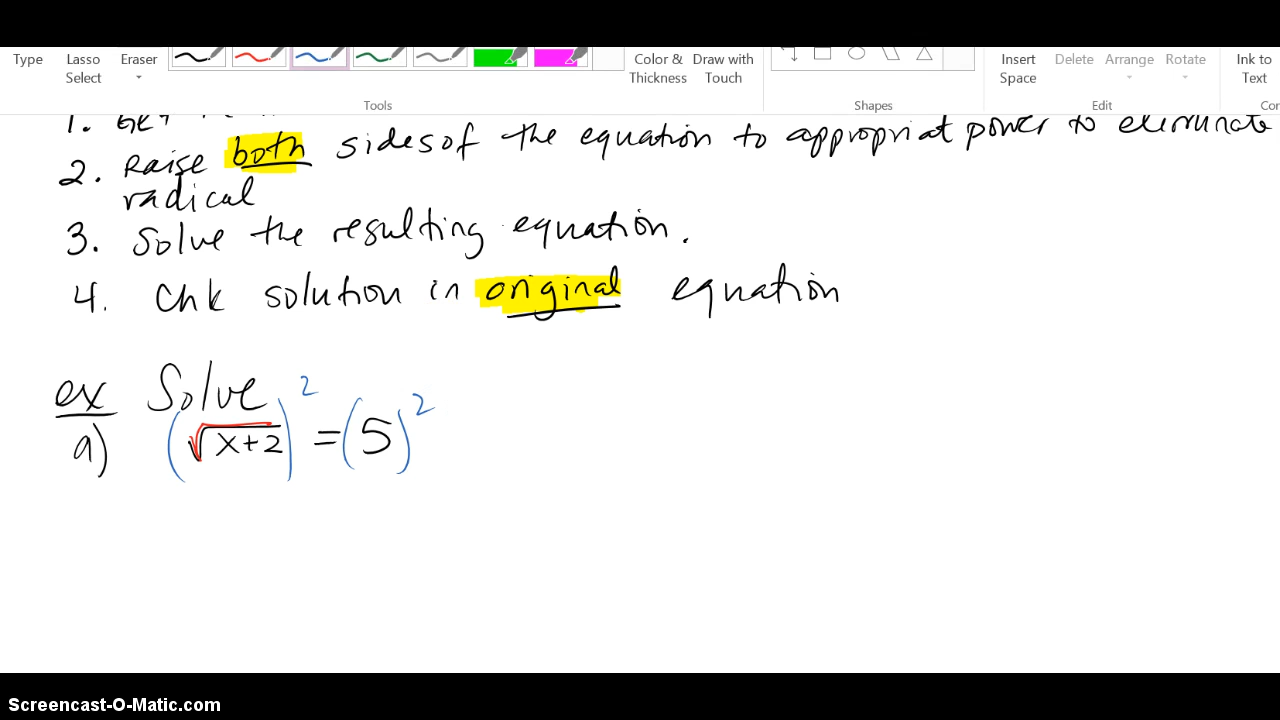 Type
Lasso Select
Eraser
Color & Thickness
Draw with Touch
Insert Space
Delete
Arrange
Rotate
Ink to Text
Tools
Shapes
Edit
1.
2. Raise both sides of the equation to appropriat power to eliminate
radical
3. Solve the resulting equation.
4. Chk solution in original equation
ex Solve
a) (√x+2)² = (5)²
Screencast-O-Matic.com